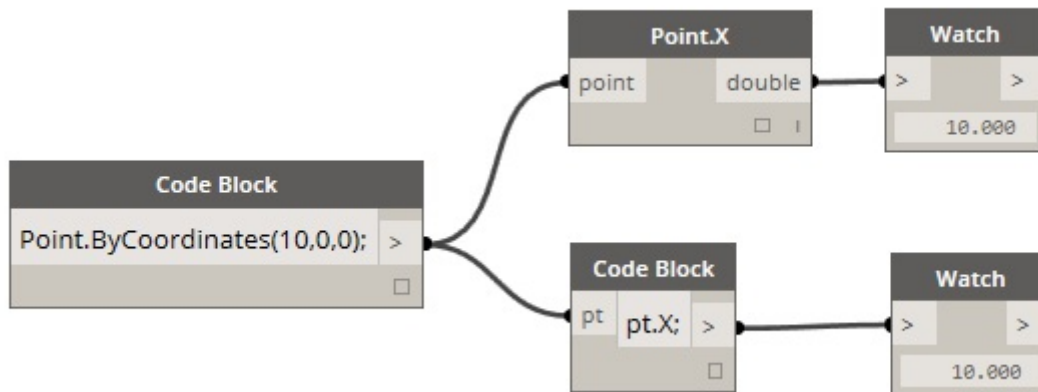 Point.X
point double
Watch
> >
10.000
Code Block
Point.ByCoordinates(10,0,0); >
Code Block
pt pt.X; >
Watch
> >
10.000